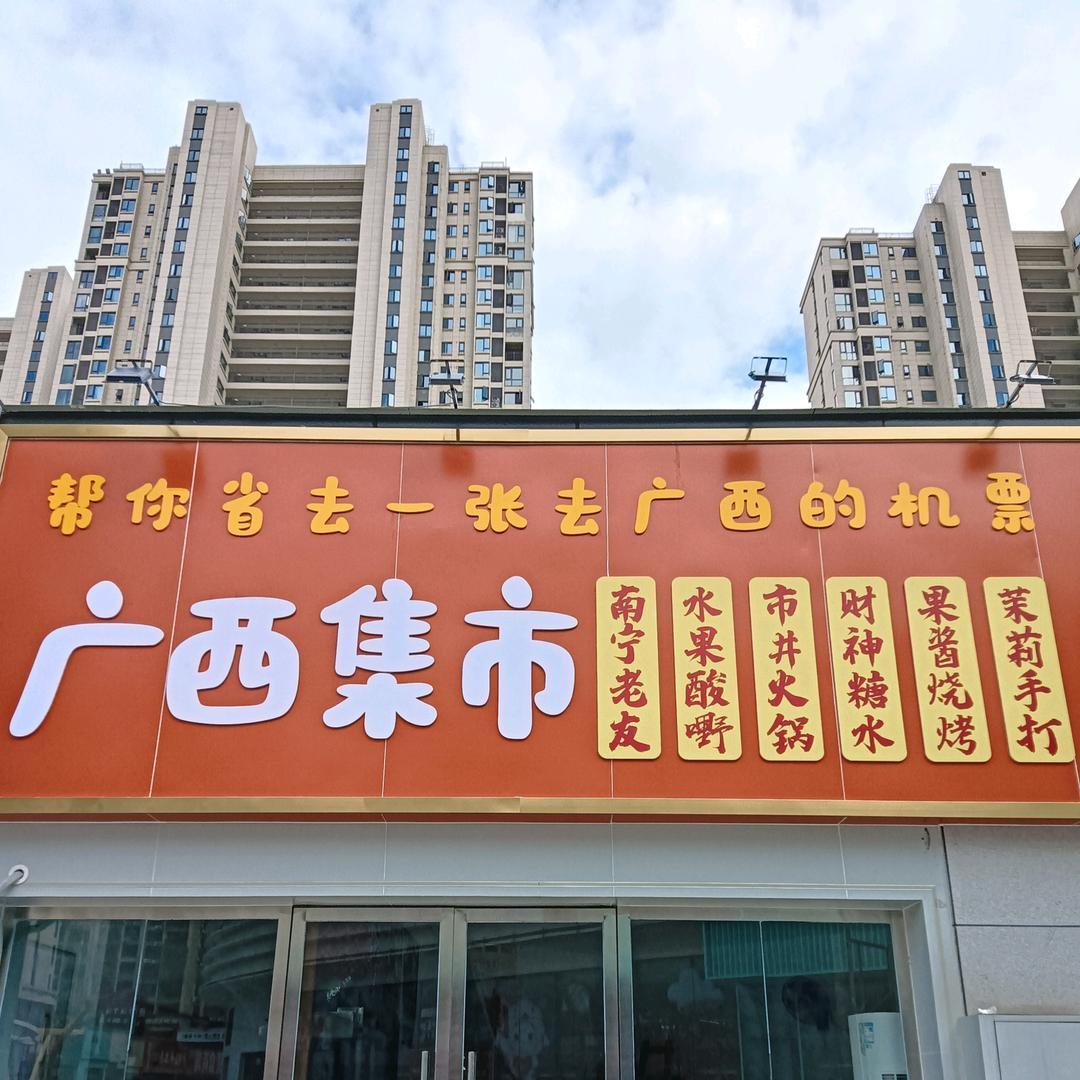 帮你省去一张去广西的机票
广西集市
南宁老友
水果酸嘢
市井火锅
财神糖水
果酱烧烤
茉莉手打